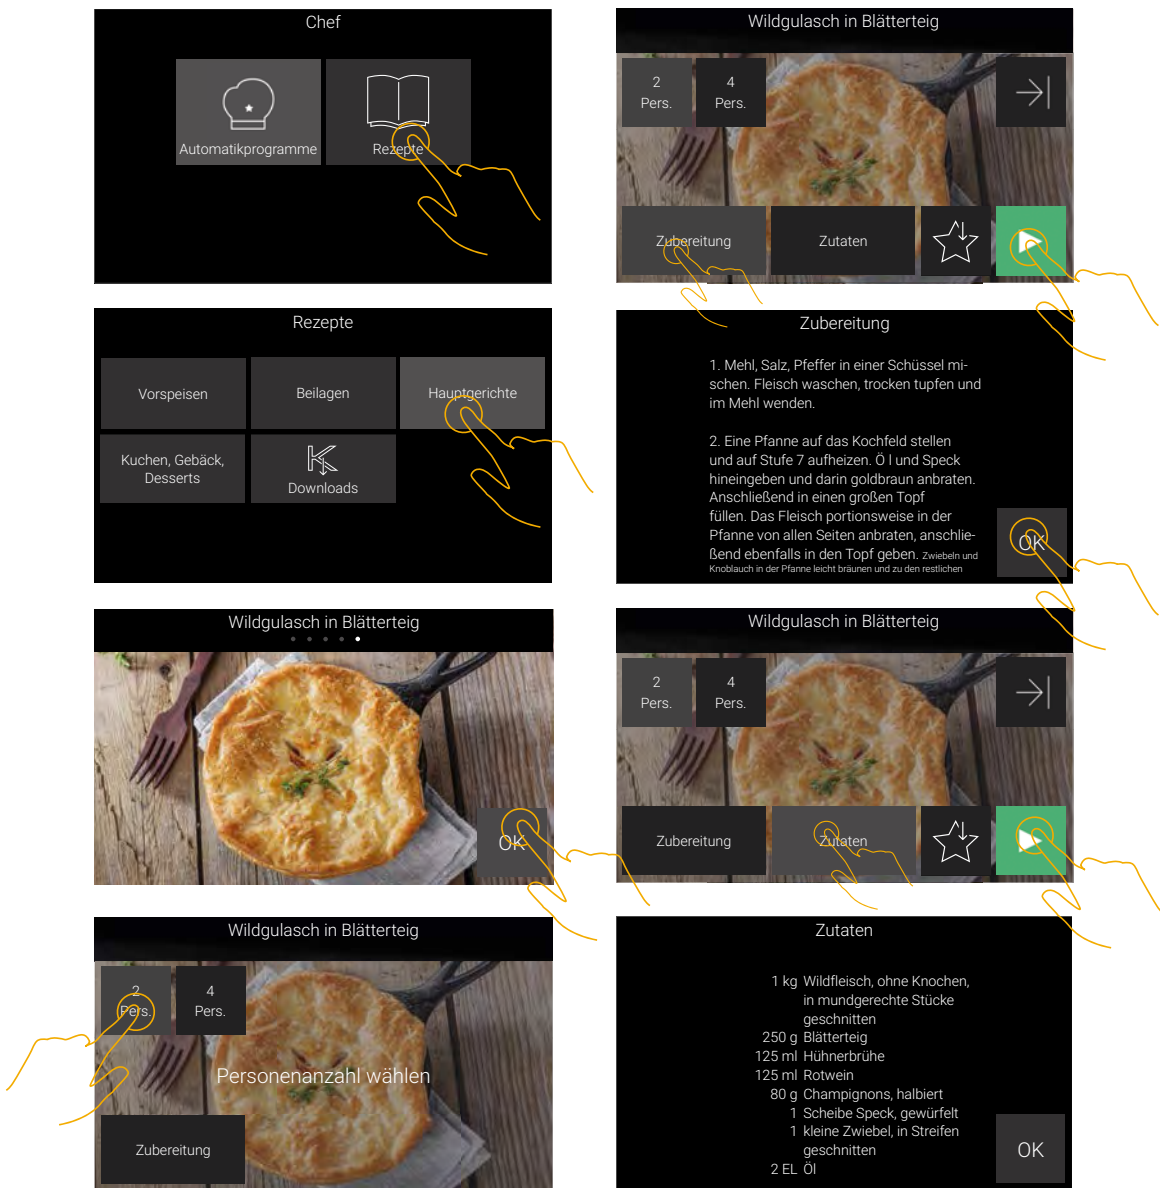 Chef
Automatikprogramme
Rezepte
Rezepte
Vorspeisen
Beilagen
Hauptgerichte
Kuchen, Gebäck,
Desserts
Downloads
Wildgulasch in Blätterteig
OK
Wildgulasch in Blätterteig
2
Pers.
4
Pers.
Personenanzahl wählen
Zubereitung
Wildgulasch in Blätterteig
2
Pers.
4
Pers.
Zubereitung
Zutaten
Zubereitung
1. Mehl, Salz, Pfeffer in einer Schüssel mi-
schen. Fleisch waschen, trocken tupfen und
im Mehl wenden.
2. Eine Pfanne auf das Kochfeld stellen
und auf Stufe 7 aufheizen. Ö l und Speck
hineingeben und darin goldbraun anbraten.
Anschließend in einen großen Topf
füllen. Das Fleisch portionsweise in der
Pfanne von allen Seiten anbraten, anschlie-
ßend ebenfalls in den Topf geben. Zwiebeln und
Knoblauch in der Pfanne leicht bräunen und zu den restlichen
OK
Wildgulasch in Blätterteig
2
Pers.
4
Pers.
Zubereitung
Zutaten
Zutaten
1 kg Wildfleisch, ohne Knochen,
in mundgerechte Stücke
geschnitten
250 g Blätterteig
125 ml Hühnerbrühe
125 ml Rotwein
80 g Champignons, halbiert
1 Scheibe Speck, gewürfelt
1 kleine Zwiebel, in Streifen
geschnitten
2 EL Öl
OK